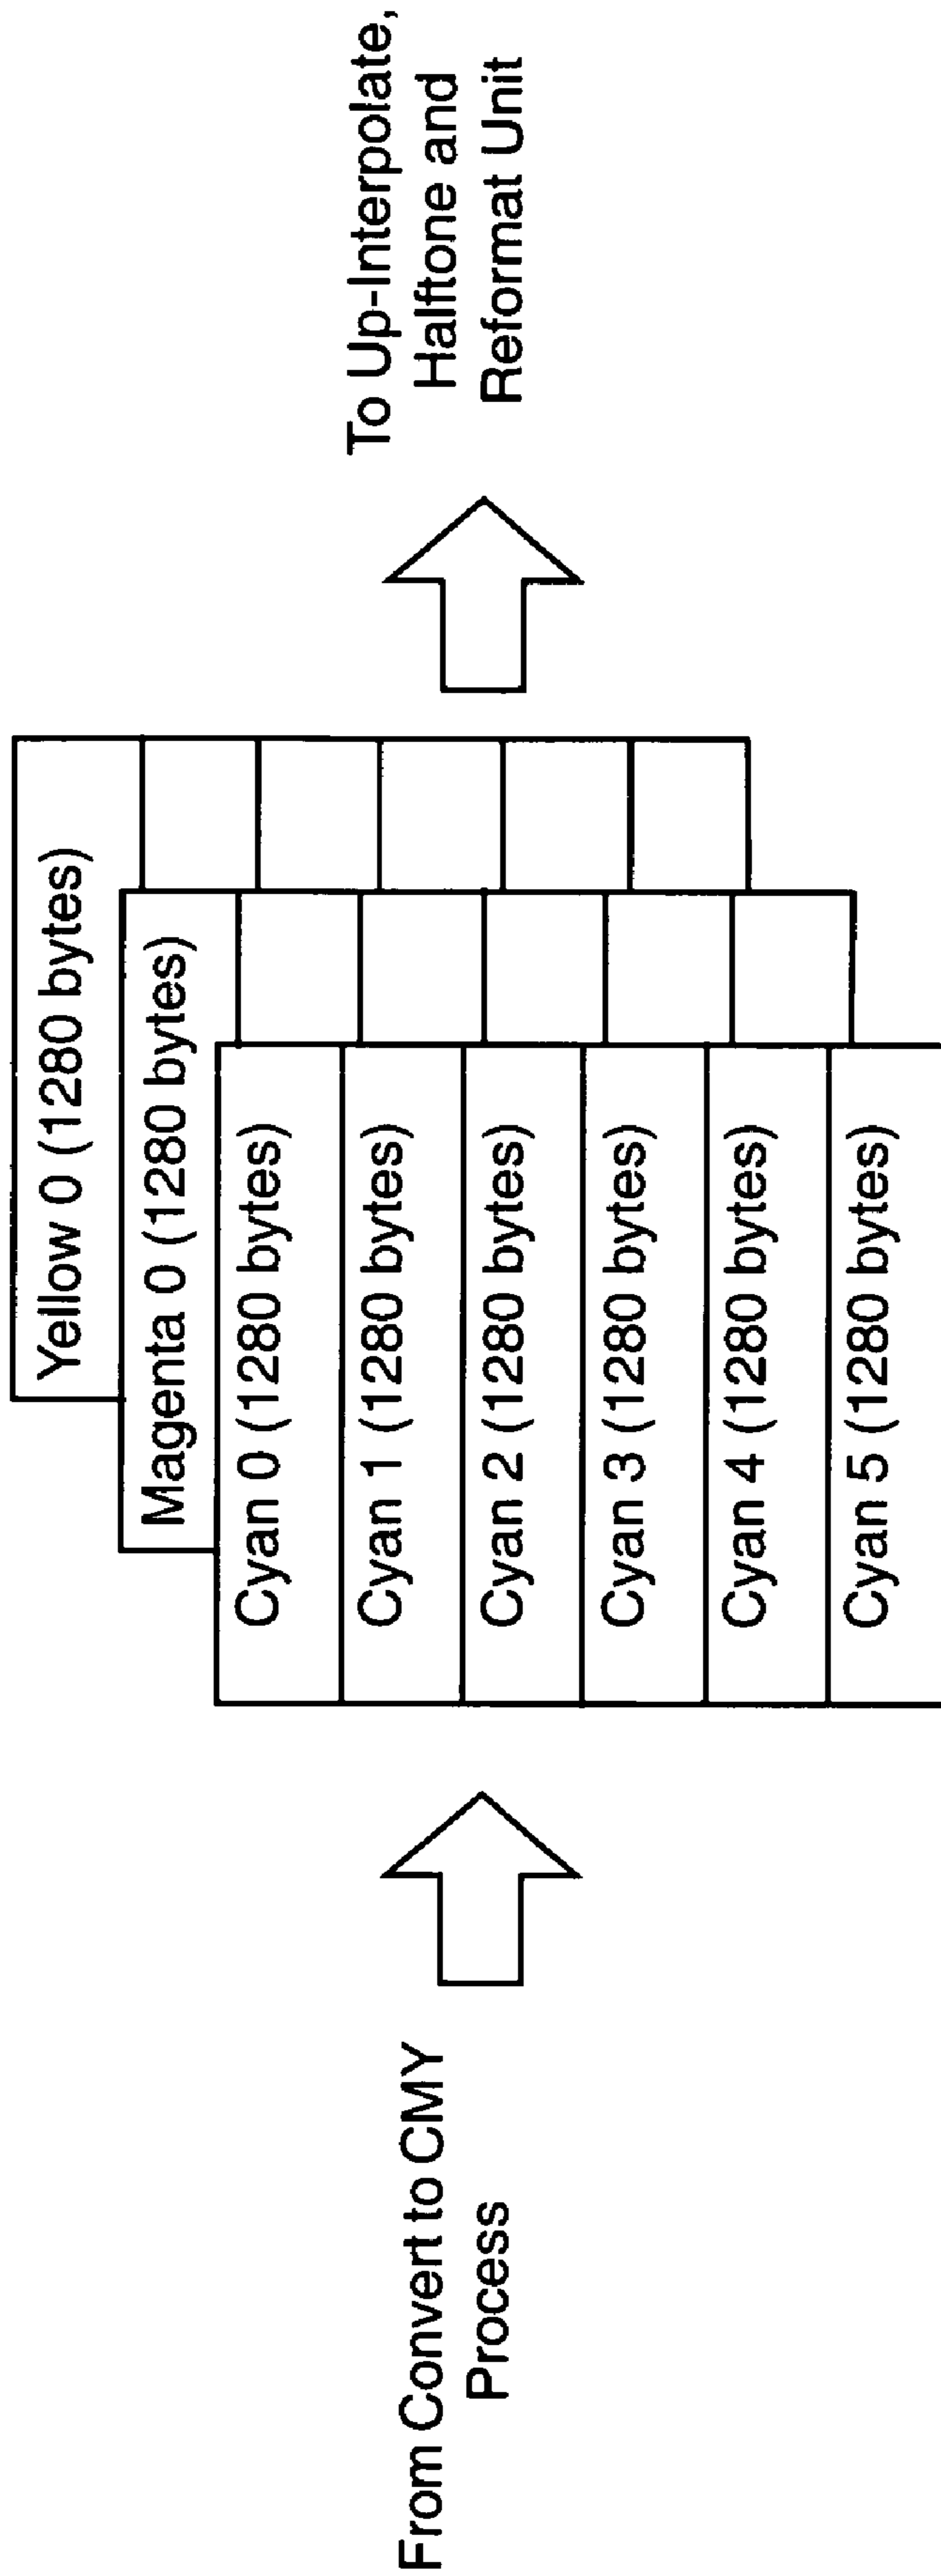 From Convert to CMY
Process
Yellow 0 (1280 bytes)
Magenta 0 (1280 bytes)
Cyan 0 (1280 bytes)
Cyan 1 (1280 bytes)
Cyan 2 (1280 bytes)
Cyan 3 (1280 bytes)
Cyan 4 (1280 bytes)
Cyan 5 (1280 bytes)
To Up-Interpolate,
Halftone and
Reformat Unit